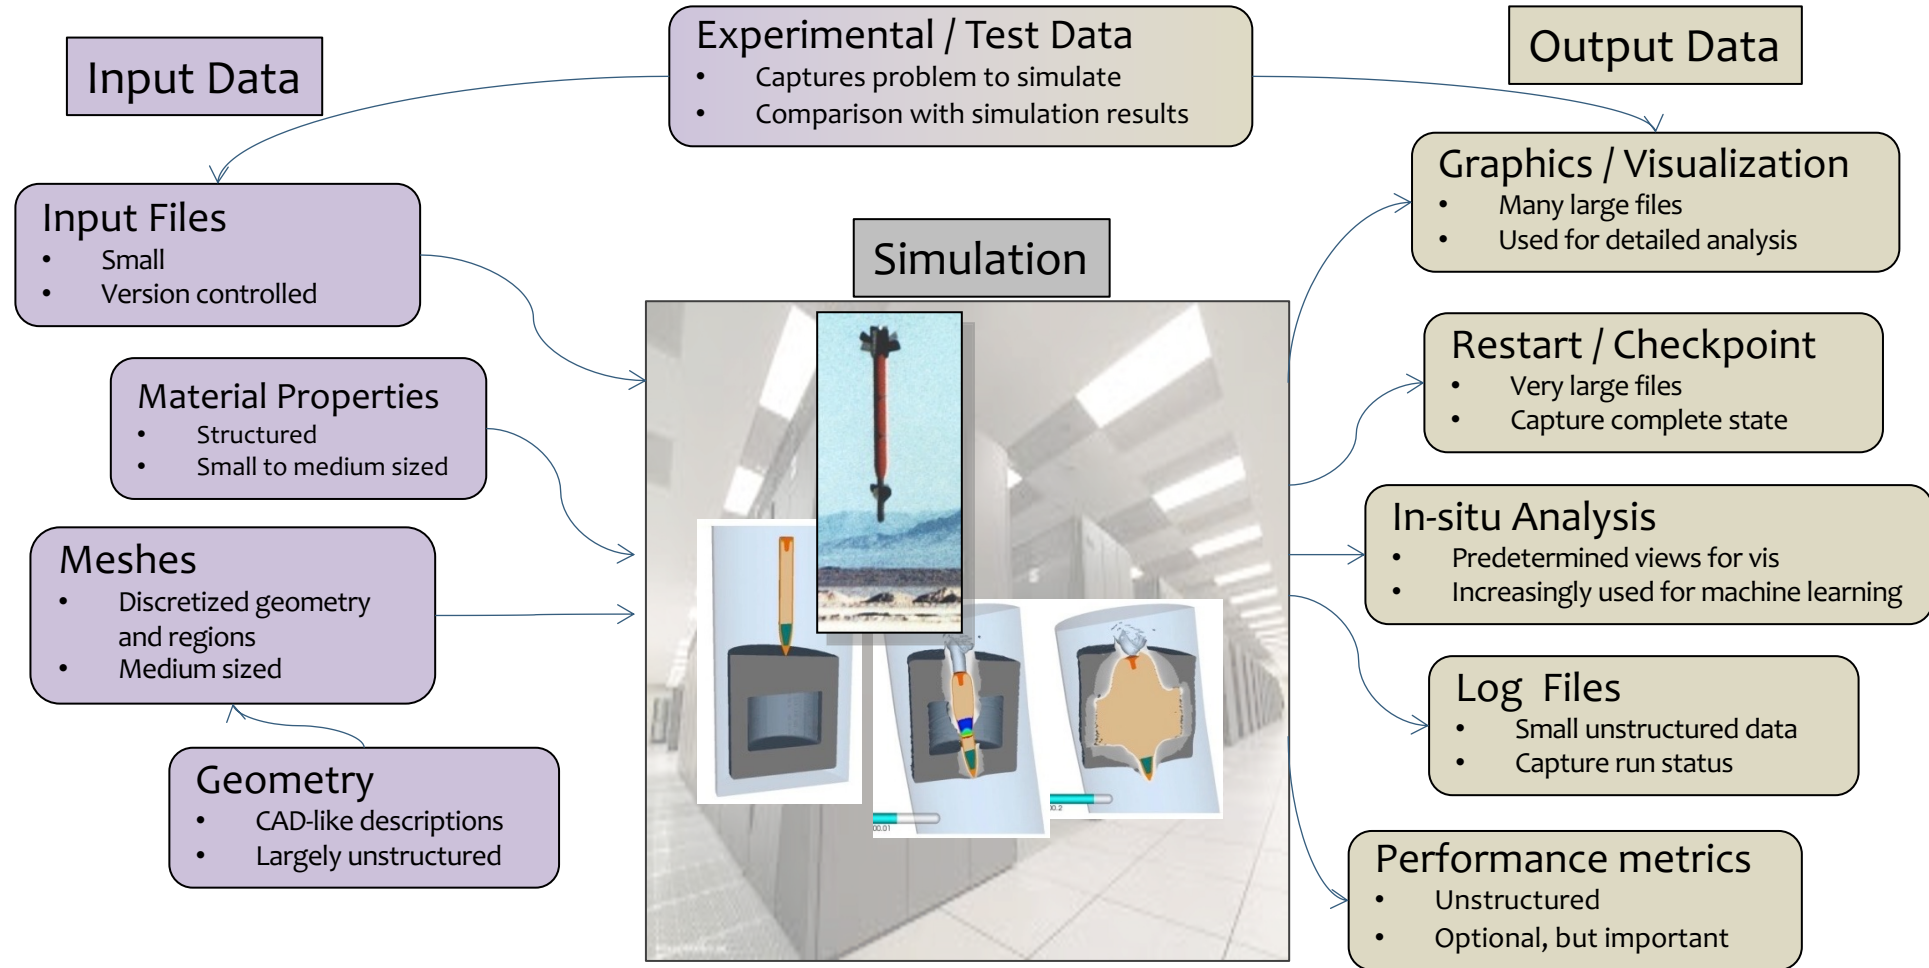 Input Data
Experimental / Test Data
• Captures problem to simulate
• Comparison with simulation results
Output Data
Input Files
• Small
• Version controlled
Material Properties
• Structured
• Small to medium sized
Meshes
• Discretized geometry
and regions
• Medium sized
Geometry
• CAD-like descriptions
• Largely unstructured
Simulation
00.01
00.2
Graphics / Visualization
• Many large files
• Used for detailed analysis
Restart / Checkpoint
• Very large files
• Capture complete state
In-situ Analysis
• Predetermined views for vis
• Increasingly used for machine learning
Log Files
• Small unstructured data
• Capture run status
Performance metrics
• Unstructured
• Optional, but important